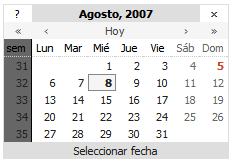 ? Agosto, 2007 ×
« ‹ Hoy › »
sem Lun Mar Mié Jue Vie Sáb Dom
31 1 2 3 4 5
32 6 7 8 9 10 11 12
33 13 14 15 16 17 18 19
34 20 21 22 23 24 25 26
35 27 28 29 30 31
Seleccionar fecha